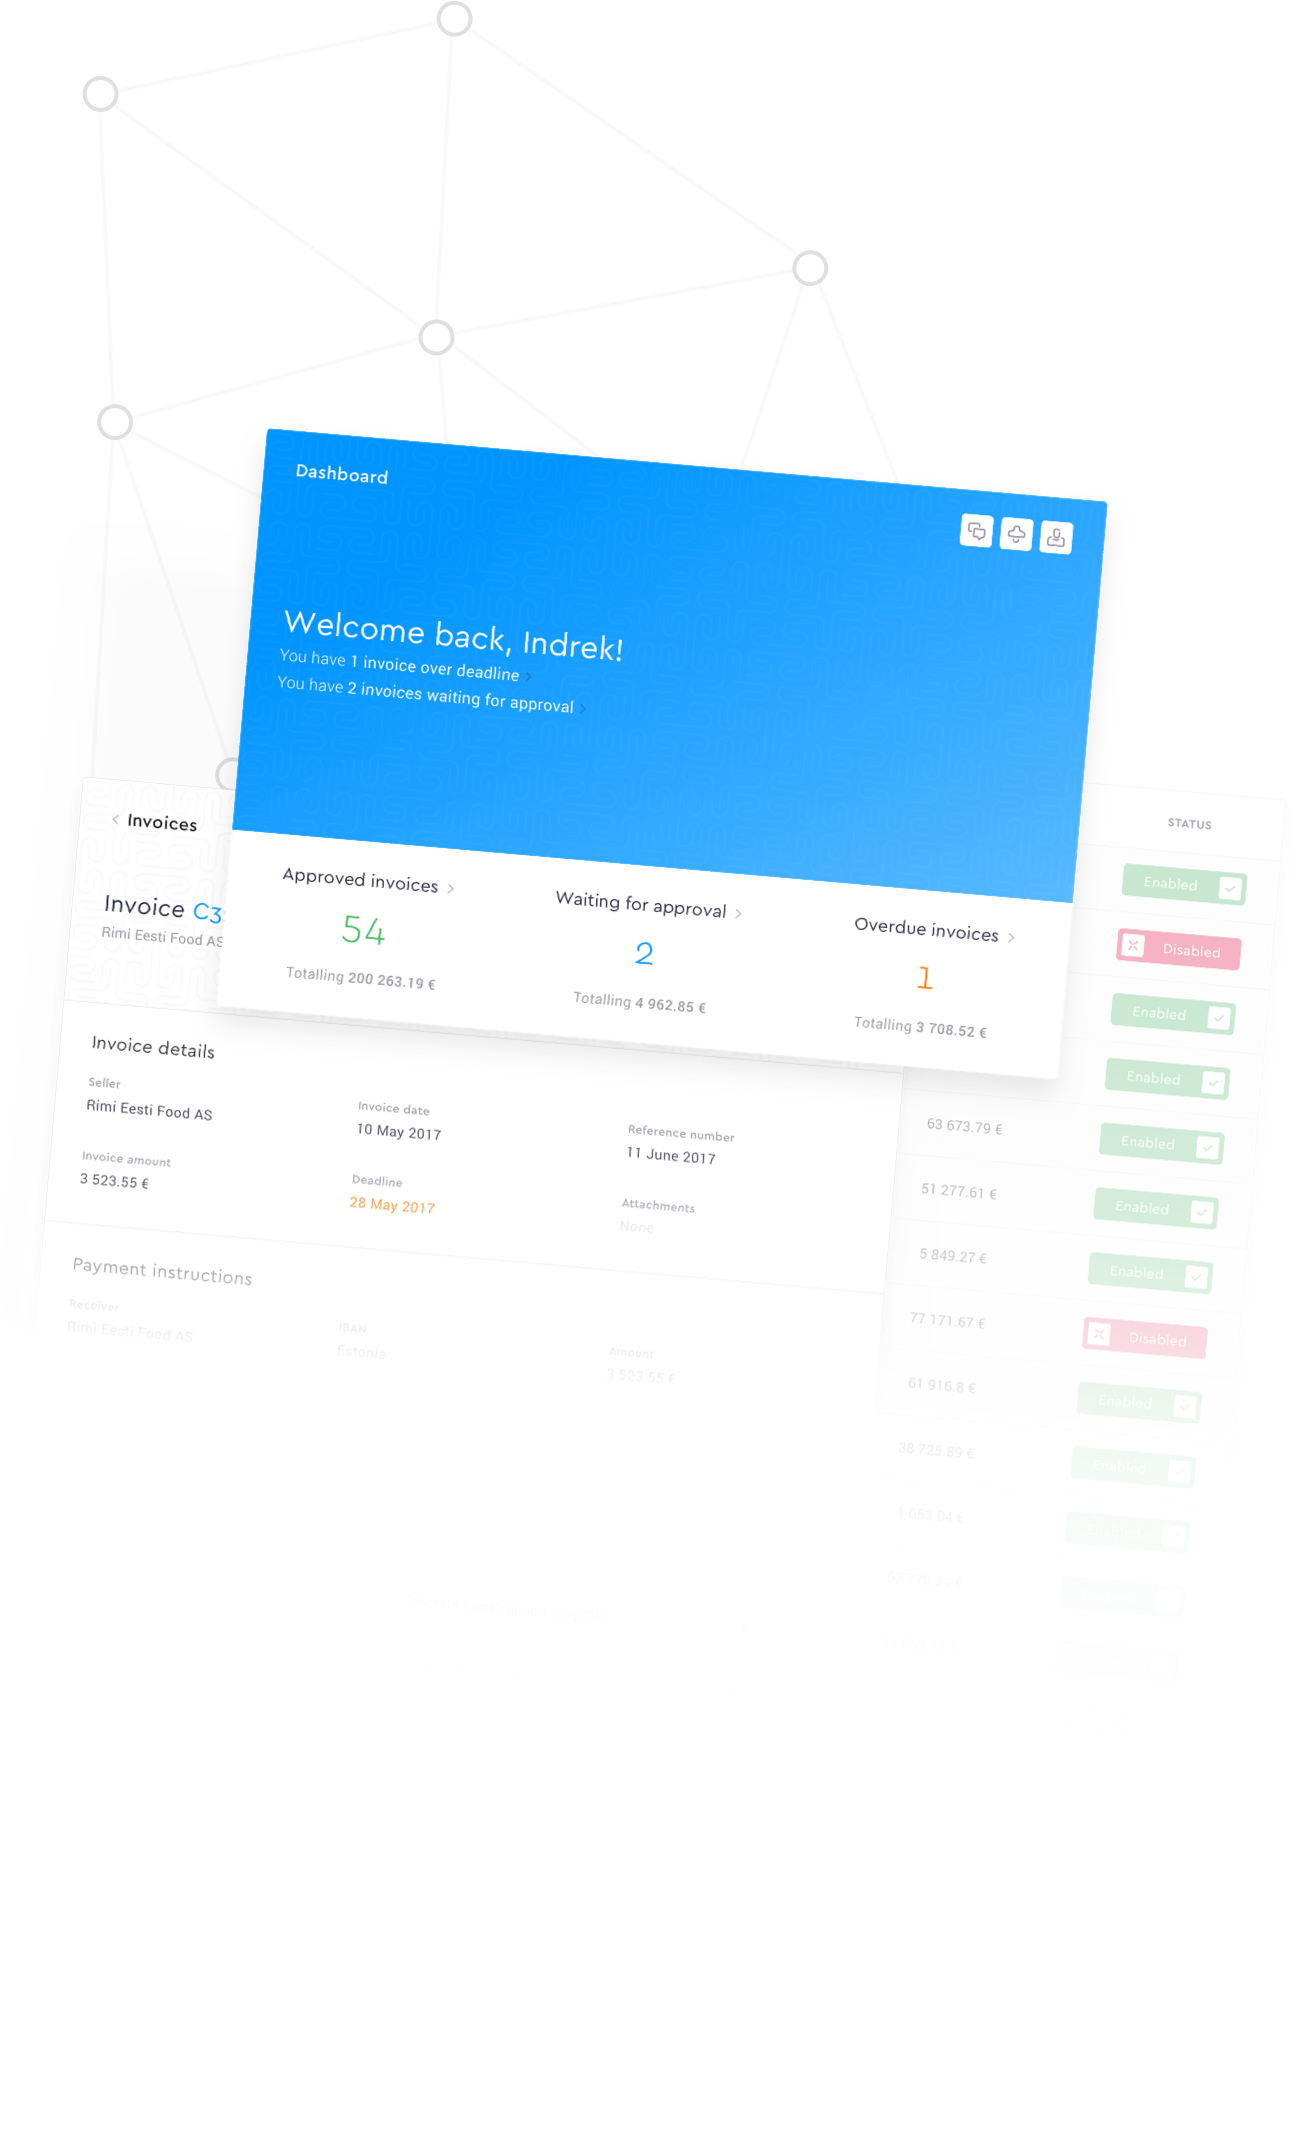 Dashboard
Welcome back, Indrek!
You have 1 invoice over deadline
You have 2 invoices waiting for approval
Approved invoices
54
Totalling 200 263.19 €
Waiting for approval
2
Totalling 4 962.85 €
Overdue invoices
1
Totalling 3 708.52 €
Invoices
Invoice C3
Rimi Eesti Food AS
Invoice details
Seller
Rimi Eesti Food AS
Invoice date
10 May 2017
Reference number
11 June 2017
Invoice amount
3 523.55 €
Deadline
28 May 2017
Attachments
None
Payment instructions
Receiver
Rimi Eesti Food AS
IBAN
Estonia
Amount
3 523.55 €
STATUS
Enabled
Disabled
Enabled
Enabled
63 673.79 € Enabled
51 277.61 € Enabled
5 849.27 € Enabled
77 171.67 € Disabled
61 916.8 € Enabled
38 725.89 € Enabled
1 053.04 € Enabled